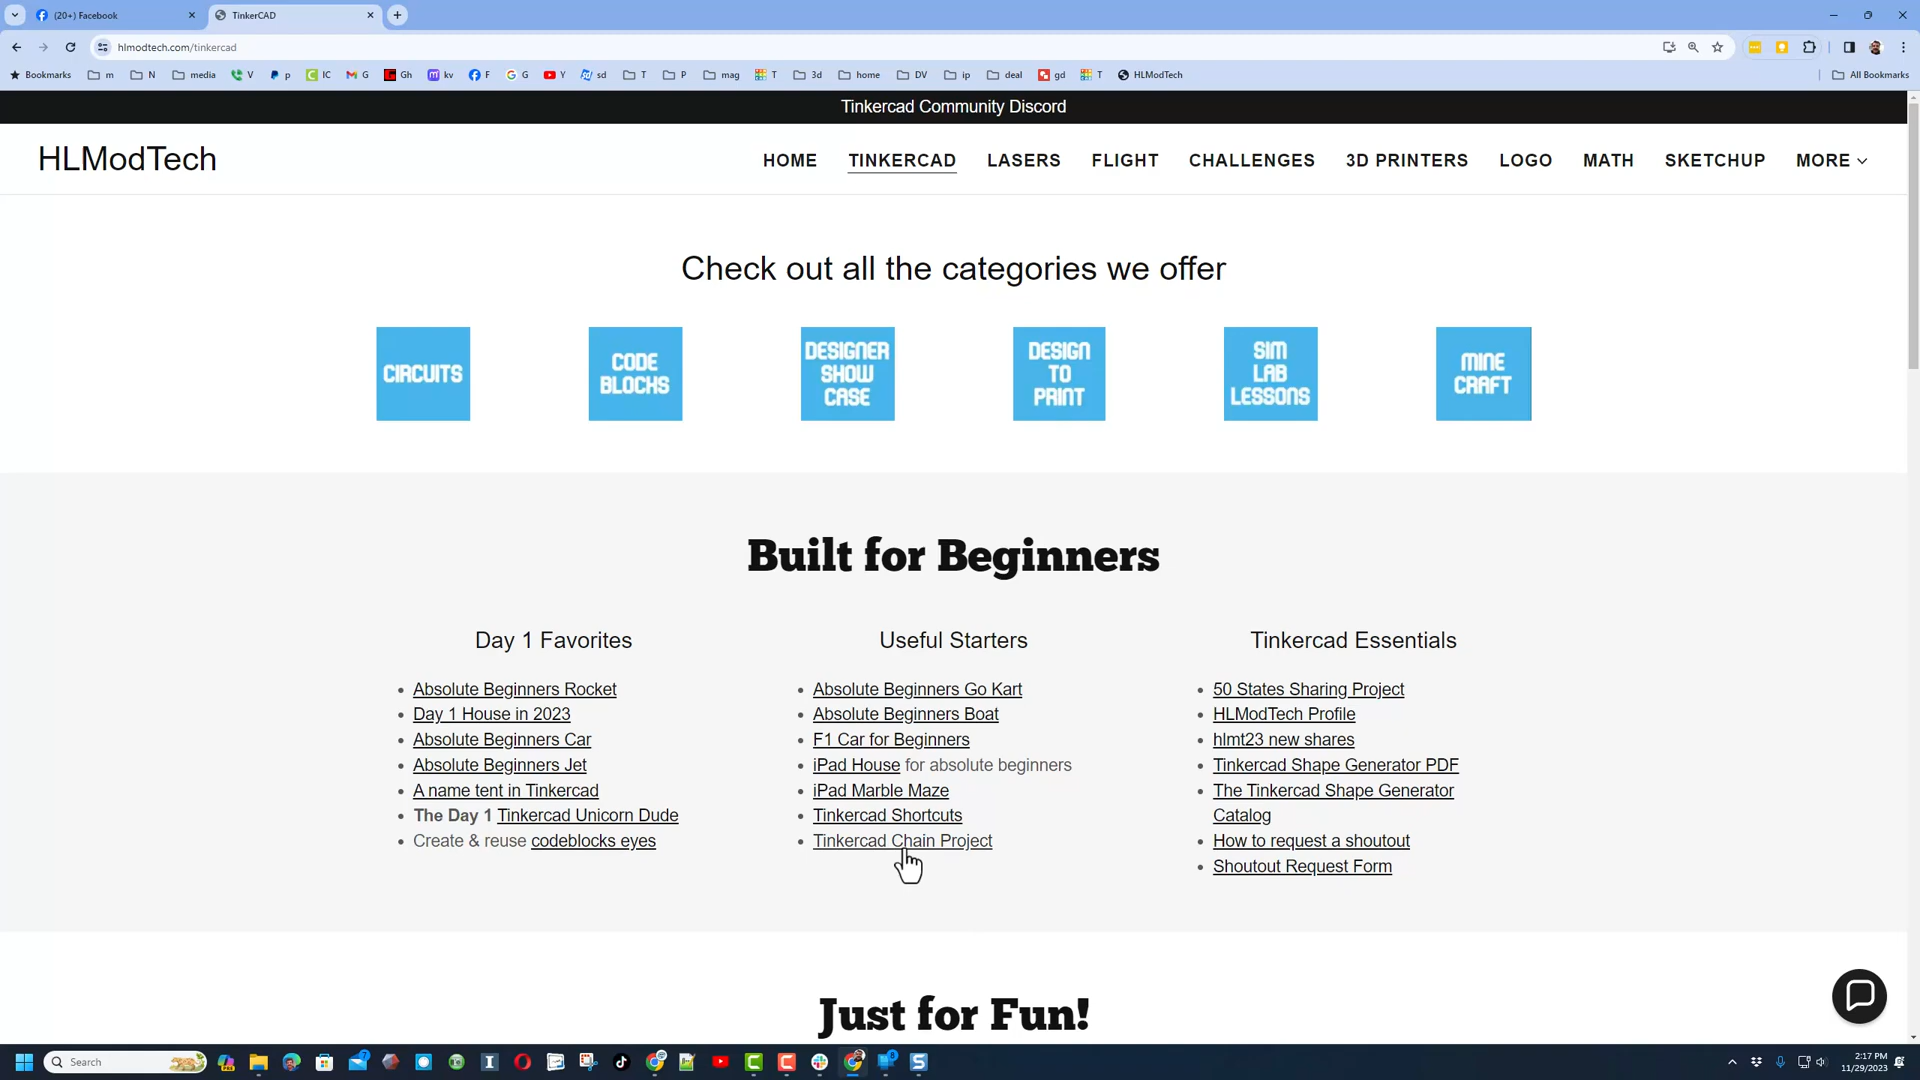 (20+) Facebook
TinkerCAD
hlmodtech.com/tinkercad
Bookmarks m N media V p IC G Gh kv F G Y sd T P mag T 3d home DV ip deal gd T HLModTech All Bookmarks
Tinkercad Community Discord
HLModTech
HOME TINKERCAD LASERS FLIGHT CHALLENGES 3D PRINTERS LOGO MATH SKETCHUP MORE
Check out all the categories we offer
CIRCUITS
CODE
BLOCKS
DESIGNER
SHOW
CASE
DESIGN
TO
PRINT
SIM
LAB
LESSONS
MINE
CRAFT
Built for Beginners
Day 1 Favorites
Absolute Beginners Rocket
Day 1 House in 2023
Absolute Beginners Car
Absolute Beginners Jet
A name tent in Tinkercad
The Day 1 Tinkercad Unicorn Dude
Create & reuse codeblocks eyes
Useful Starters
Absolute Beginners Go Kart
Absolute Beginners Boat
F1 Car for Beginners
iPad House for absolute beginners
iPad Marble Maze
Tinkercad Shortcuts
Tinkercad Chain Project
Tinkercad Essentials
50 States Sharing Project
HLModTech Profile
hlmt23 new shares
Tinkercad Shape Generator PDF
The Tinkercad Shape Generator
Catalog
How to request a shoutout
Shoutout Request Form
Just for Fun!
Search
2:17 PM
11/29/2023